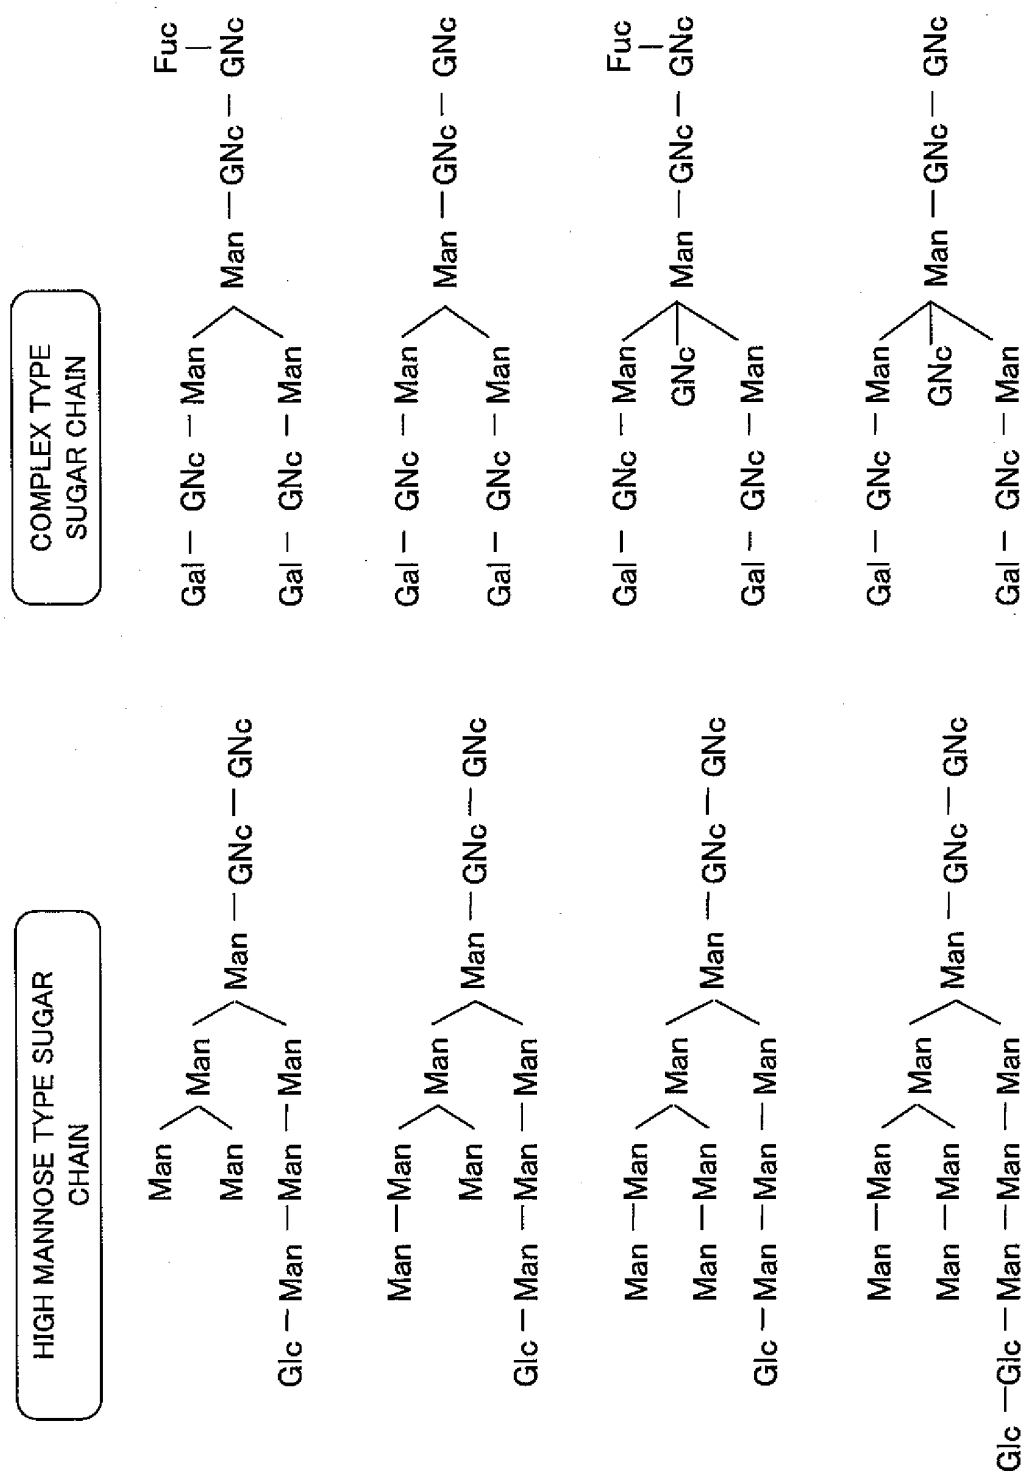 HIGH MANNOSE TYPE SUGAR
CHAIN
Man
Man
Man Man — GNc — GNc
Glc — Man — Man — Man
Man — Man
Man
Man Man — GNc — GNc
Glc — Man — Man — Man
Man — Man
Man
Man — Man Man — GNc — GNc
Glc — Man — Man — Man
Man — Man
Man
Man — Man Man — GNc — GNc
Glc — Glc — Man — Man — Man
COMPLEX TYPE
SUGAR CHAIN
Fuc
Gal — GNc — Man
Man — GNc — GNc
Gal — GNc — Man
Gal — GNc — Man
Man — GNc — GNc
Gal — GNc — Man
Fuc
Gal — GNc — Man
GNc Man — GNc — GNc
Gal — GNc — Man
Gal — GNc — Man
GNc Man — GNc — GNc
Gal — GNc — Man